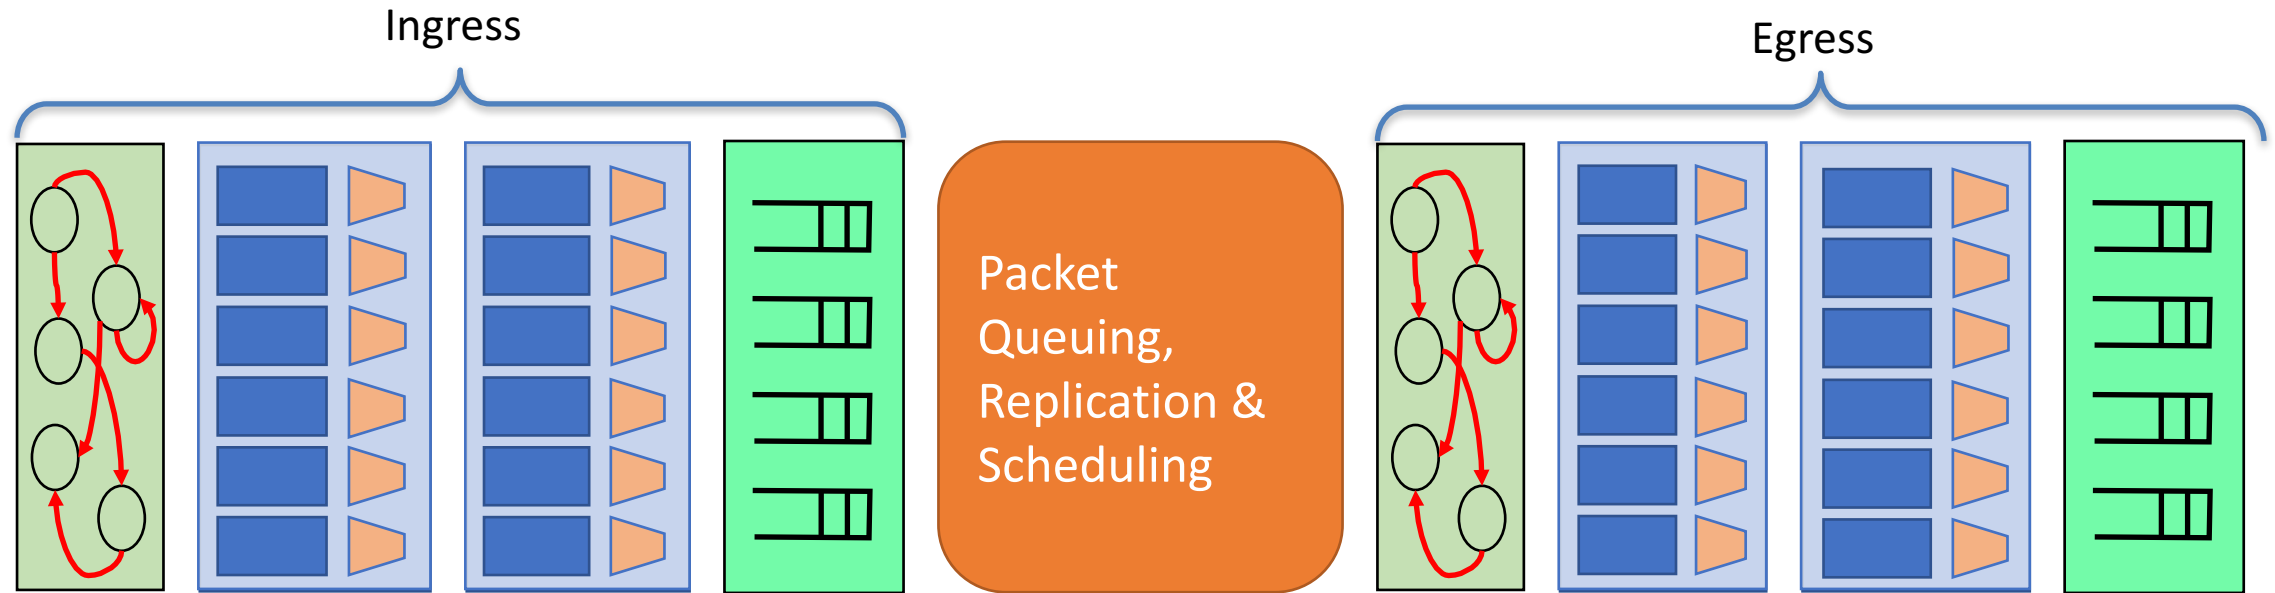 Ingress
Egress
Packet
Queuing,
Replication &
Scheduling